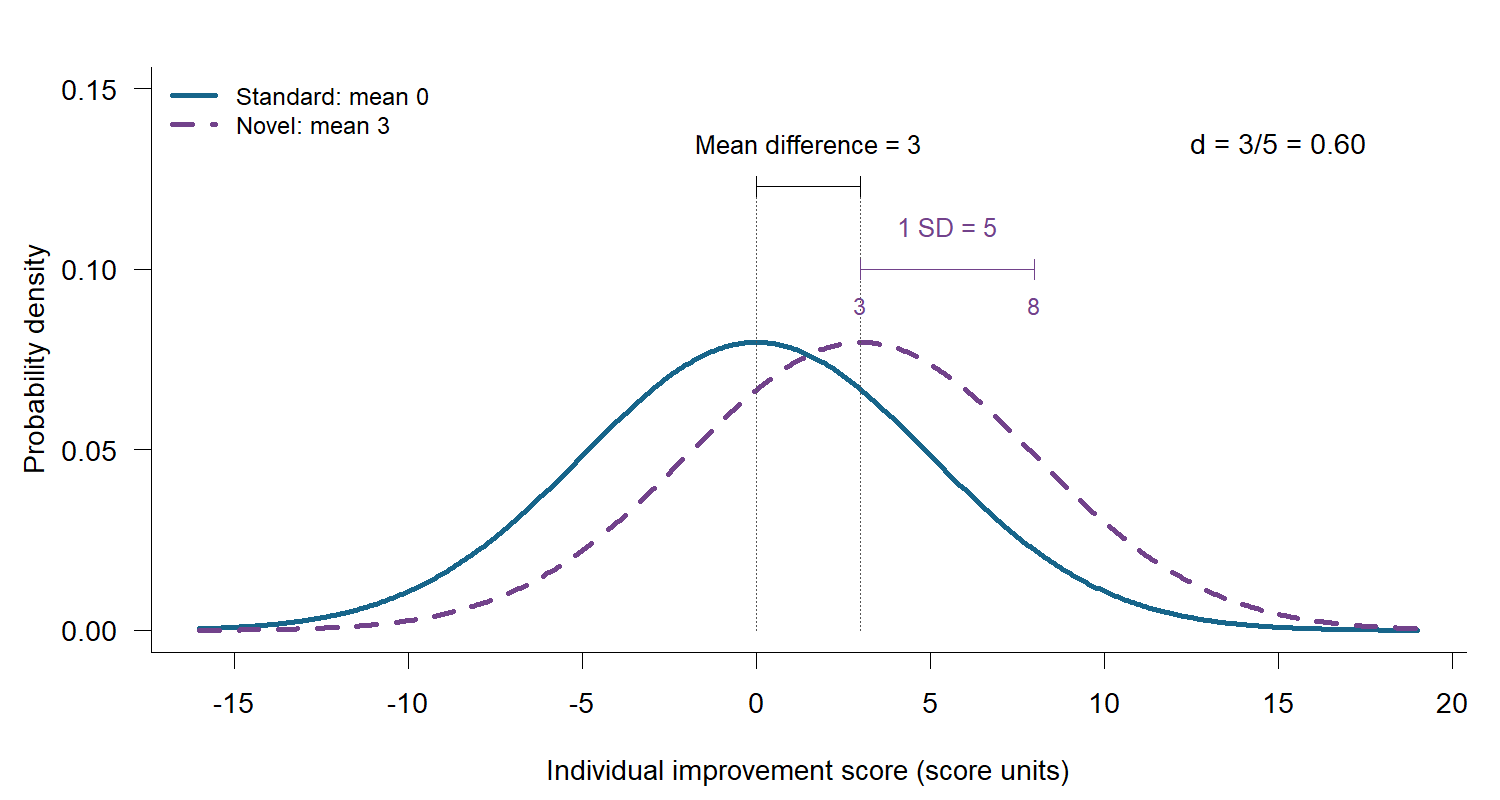 0.15
Standard: mean 0
Novel: mean 3
Mean difference = 3
d = 3/5 = 0.60
1 SD = 5
0.10
3
8
Probability density
0.05
0.00
-15
-10
-5
0
5
10
15
20
Individual improvement score (score units)